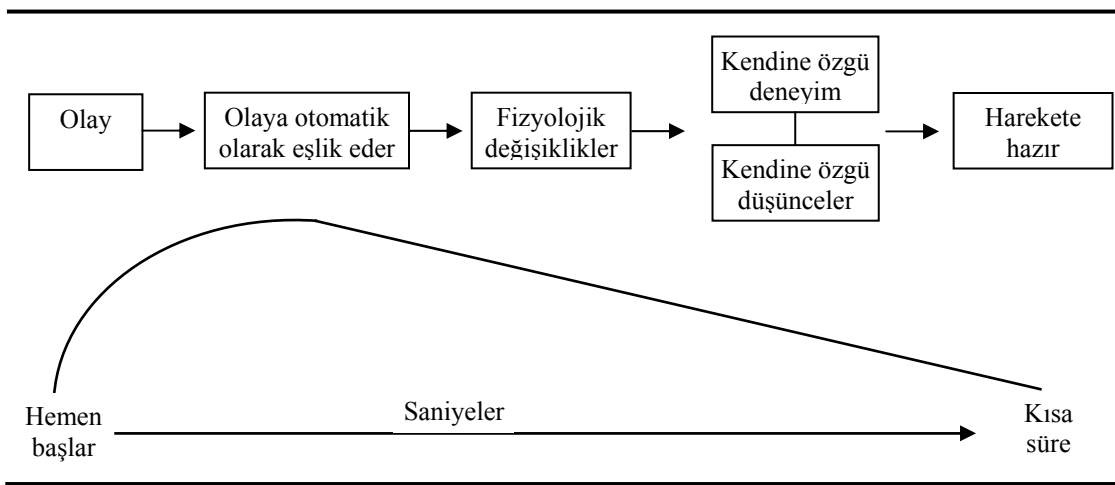 Olay
Olaya otomatik
olarak eşlik eder
Fizyolojik
değişiklikler
Kendine özgü
deneyim
Kendine özgü
düşünceler
Harekete
hazır
Hemen
başlar
Saniyeler
Kısa
süre